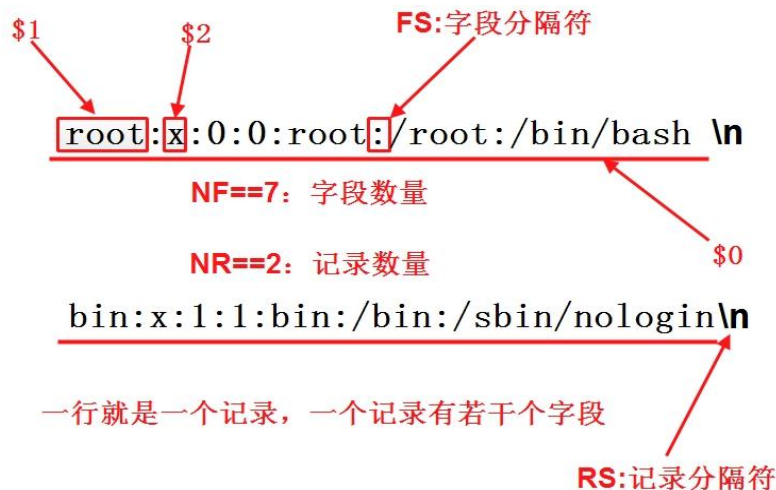 $1
$2
FS:字段分隔符
root:x:0:0:root:/root:/bin/bash \n
NF==7：字段数量
$0
NR==2：记录数量
bin:x:1:1:bin:/bin:/sbin/nologin\n
一行就是一个记录，一个记录有若干个字段
RS:记录分隔符